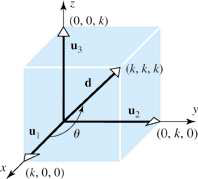 z
(0, 0, k)
u₃
d
(k, k, k)
u₁
u₂
y
θ
(0, k, 0)
x
(k, 0, 0)